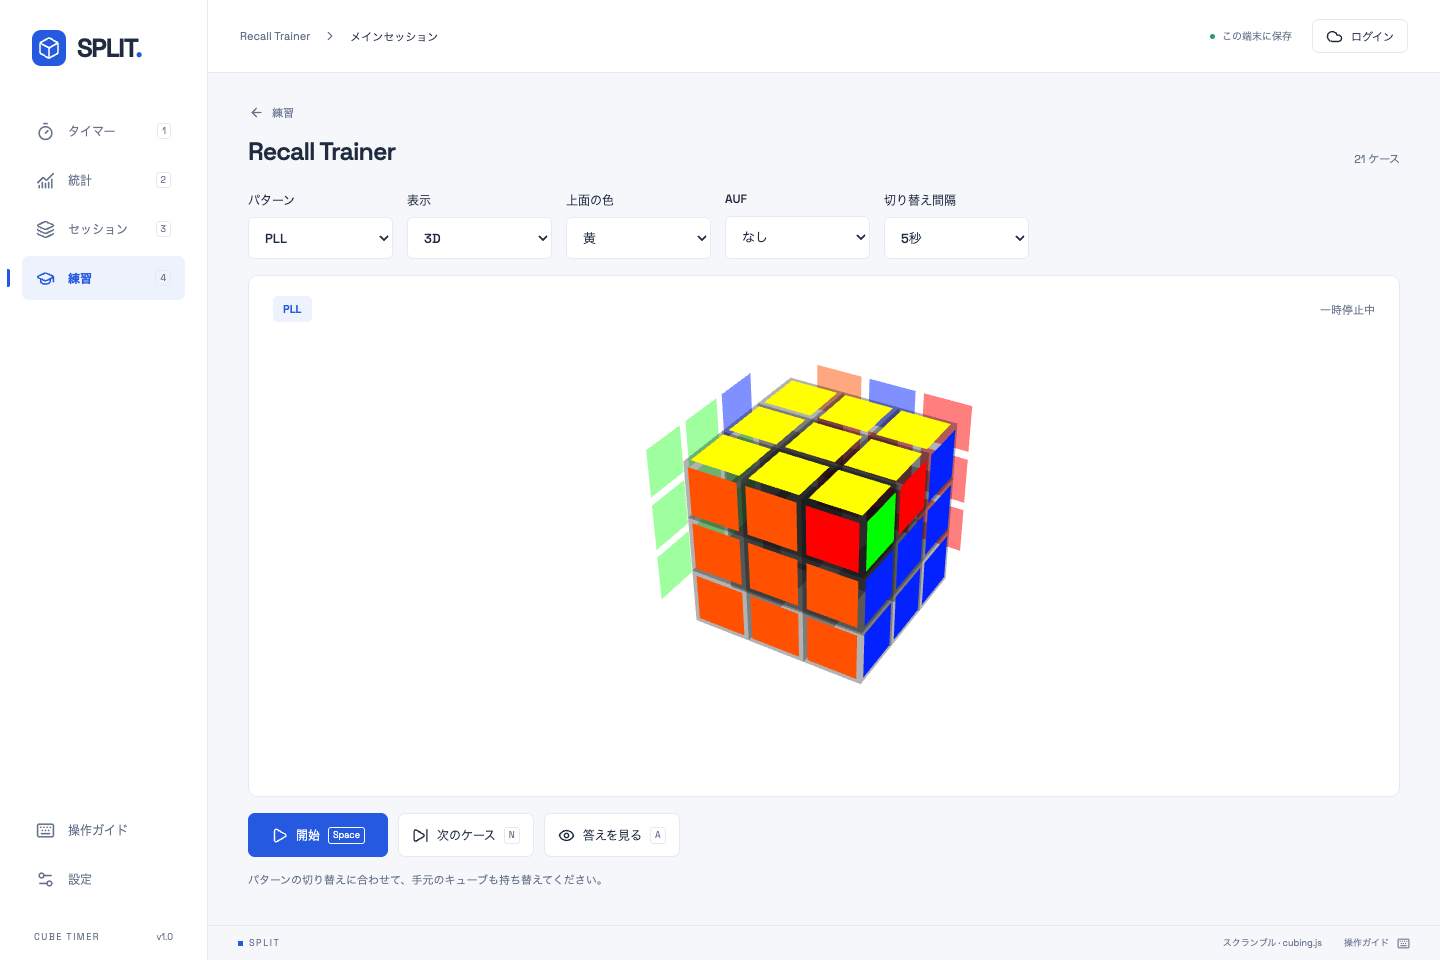 SPLIT.
Recall Trainer > メインセッション
この端末に保存
ログイン
タイマー 1
統計 2
セッション 3
練習 4
← 練習
Recall Trainer
21 ケース
パターン
表示
上面の色
AUF
切り替え間隔
PLL
3D
黄
なし
5秒
PLL
一時停止中
開始 Space
次のケース N
答えを見る A
パターンの切り替えに合わせて、手元のキューブも持ち替えてください。
操作ガイド
設定
CUBE TIMER v1.0
SPLIT
スクランブル · cubing.js
操作ガイド